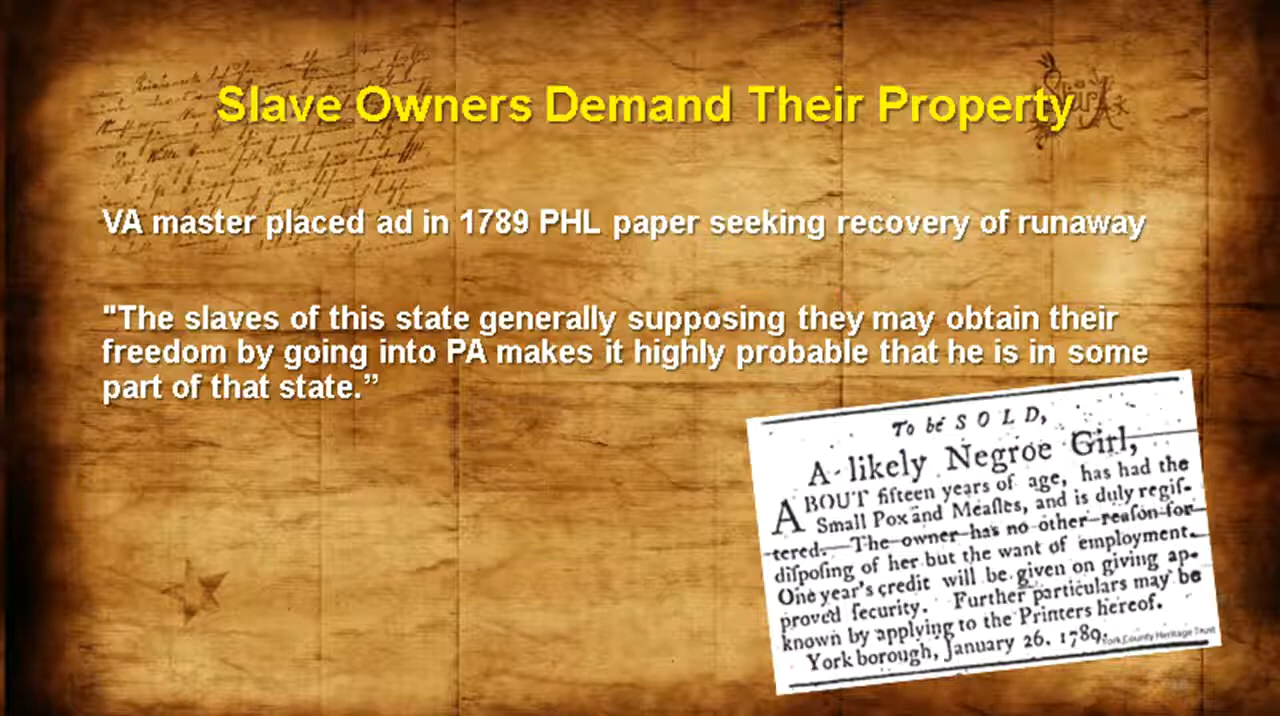 Slave Owners Demand Their Property
VA master placed ad in 1789 PHL paper seeking recovery of runaway
"The slaves of this state generally supposing they may obtain their
freedom by going into PA makes it highly probable that he is in some
part of that state.”
To be SOLD,
A likely Negroe Girl,
ABOUT fifteen years of age, has had the
Small Pox and Meaſles, and is duly regiſ-
tered. The owner has no other reaſon for
diſpoſing of her but the want of employment.
One year's credit will be given on giving ap-
proved ſecurity. Further particulars may be
known by applying to the Printers hereof.
York borough, January 26. 1789.
York County Heritage Trust